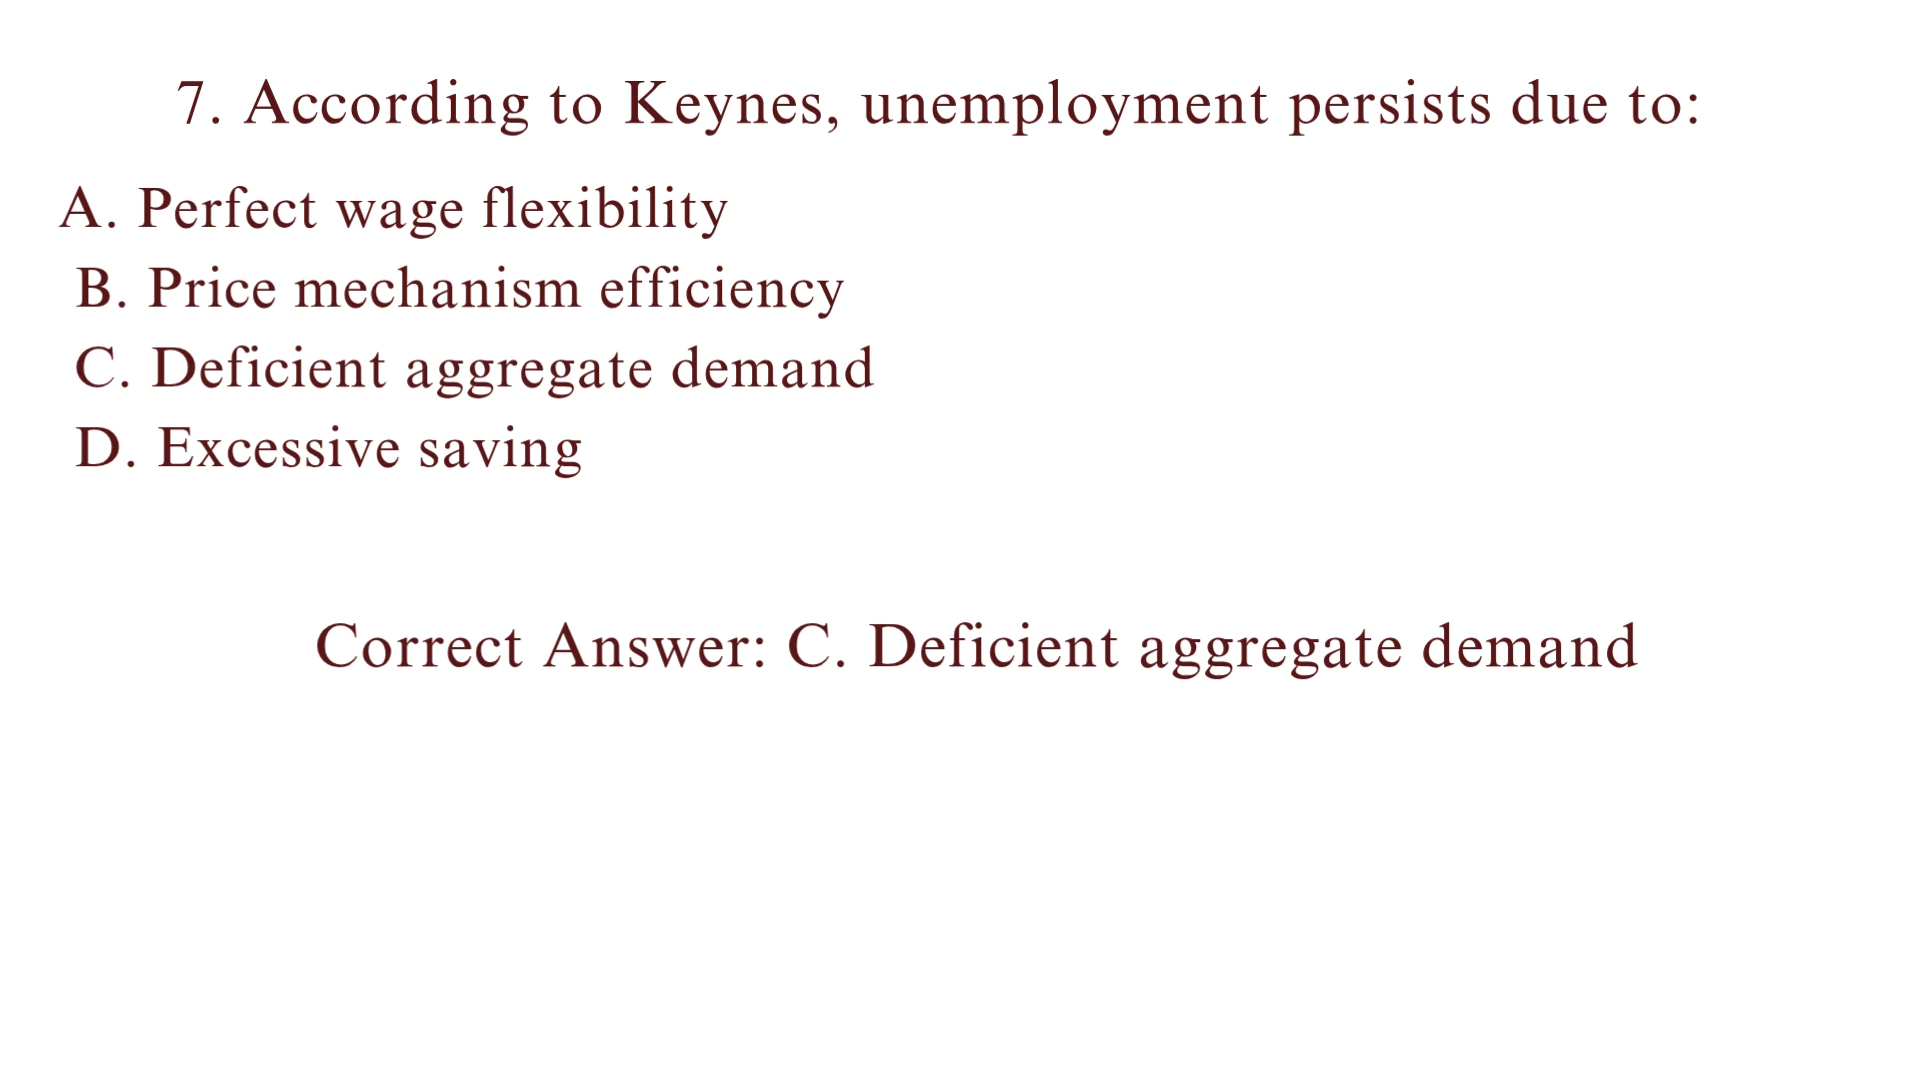 7. According to Keynes, unemployment persists due to:
A. Perfect wage flexibility
B. Price mechanism efficiency
C. Deficient aggregate demand
D. Excessive saving
Correct Answer: C. Deficient aggregate demand